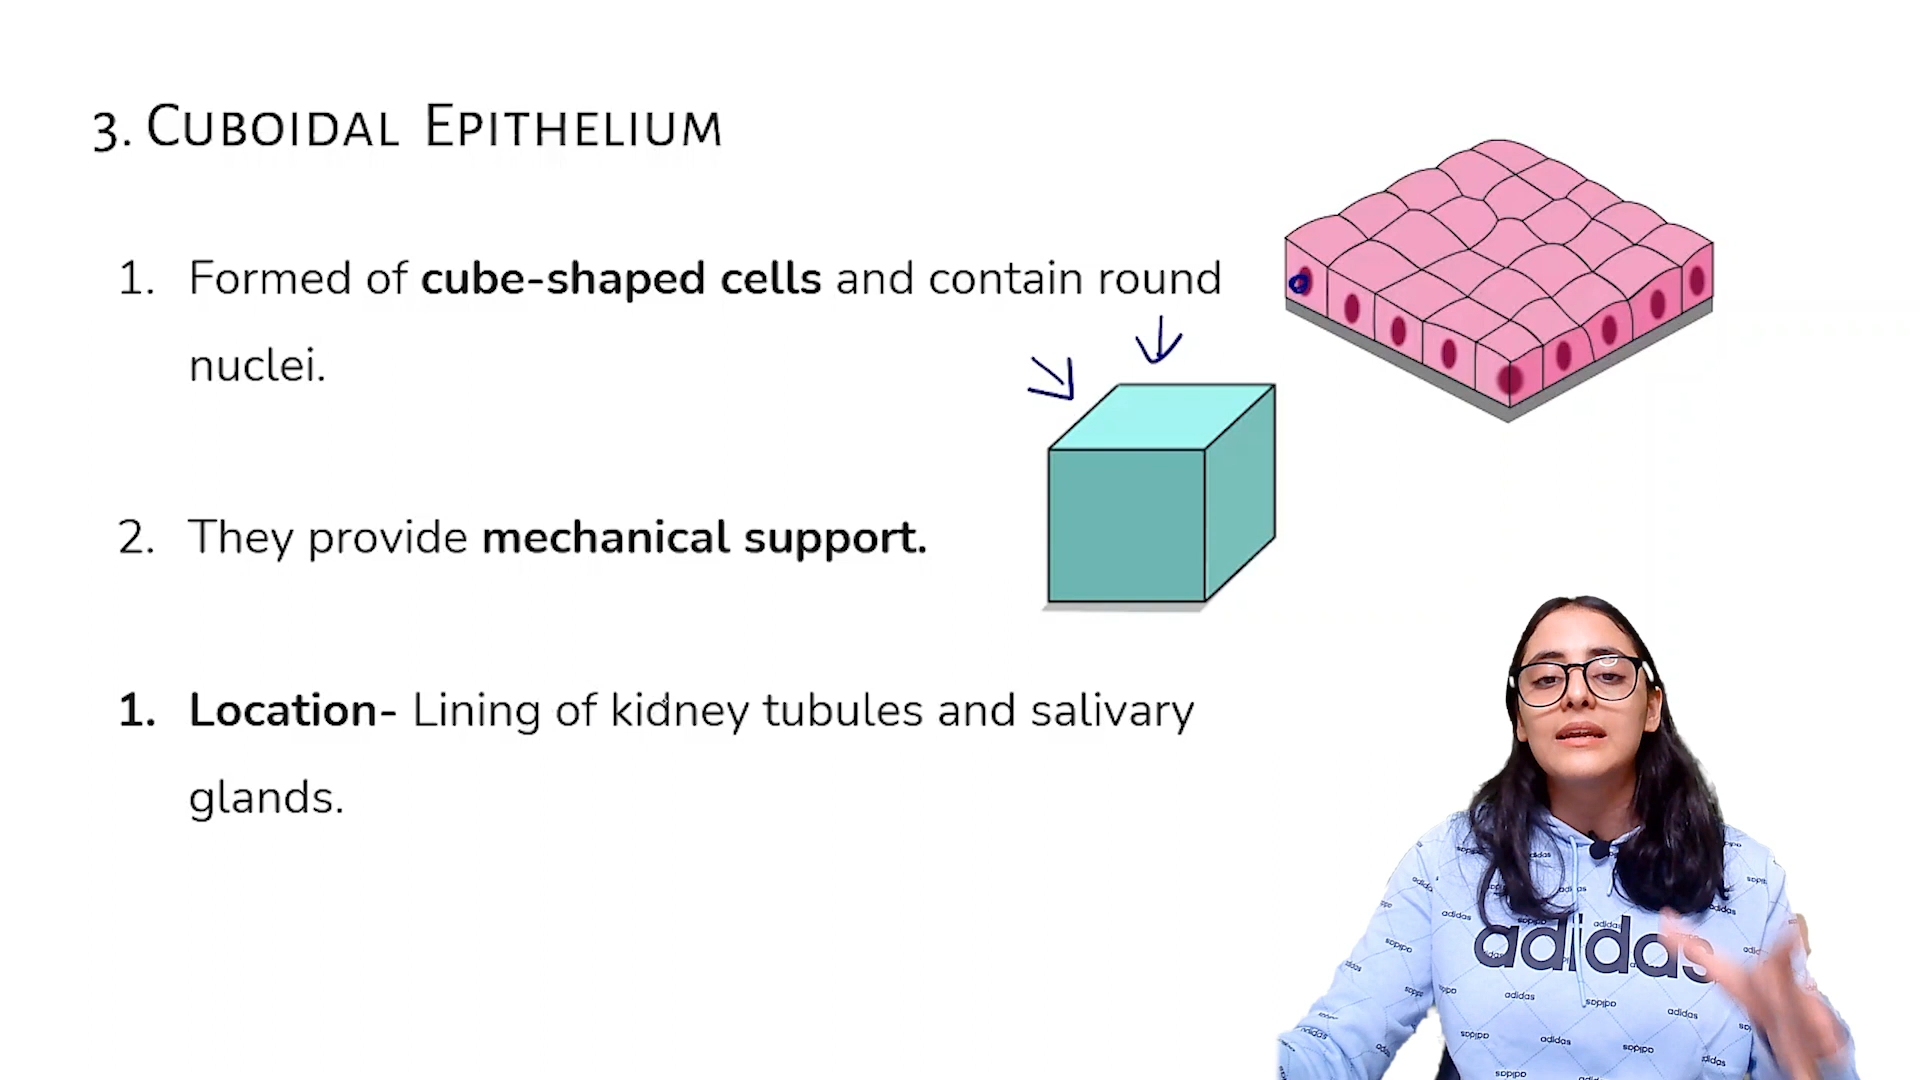 3. CUBOIDAL EPITHELIUM
1. Formed of cube-shaped cells and contain round
nuclei.
2. They provide mechanical support.
1. Location- Lining of kidney tubules and salivary
glands.
adidas